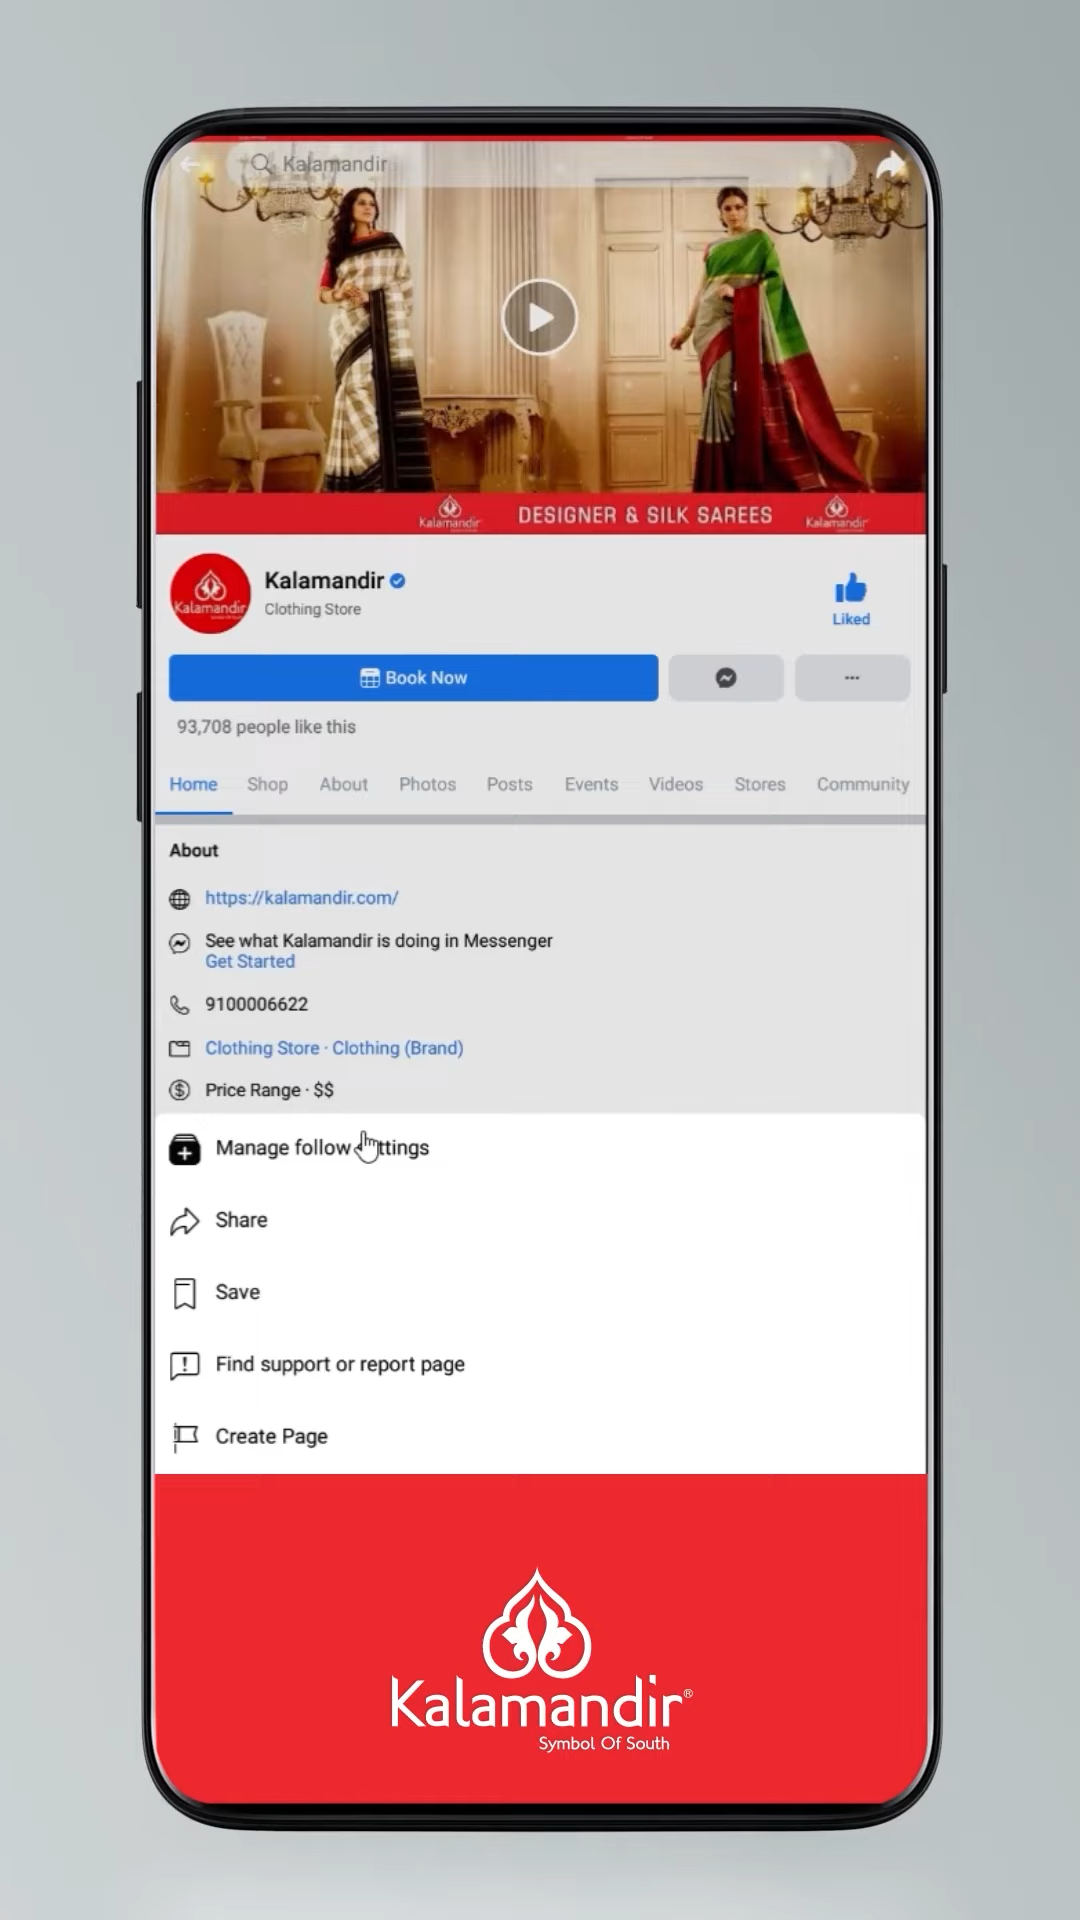 Kalamandir
Kalamandir DESIGNER & SILK SAREES Kalamandir
Kalamandir
Kalamandir
Clothing Store
Liked
Book Now
93,708 people like this
Home Shop About Photos Posts Events Videos Stores Community
About
https://kalamandir.com/
See what Kalamandir is doing in Messenger
Get Started
9100006622
Clothing Store · Clothing (Brand)
Price Range · $$
Manage follow ttings
Share
Save
Find support or report page
Create Page
Kalamandir®
Symbol Of South